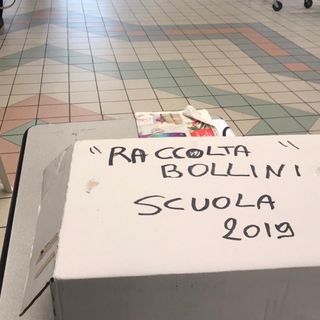 "RACCOLTA"
BOLLINI
SCUOLA
2019